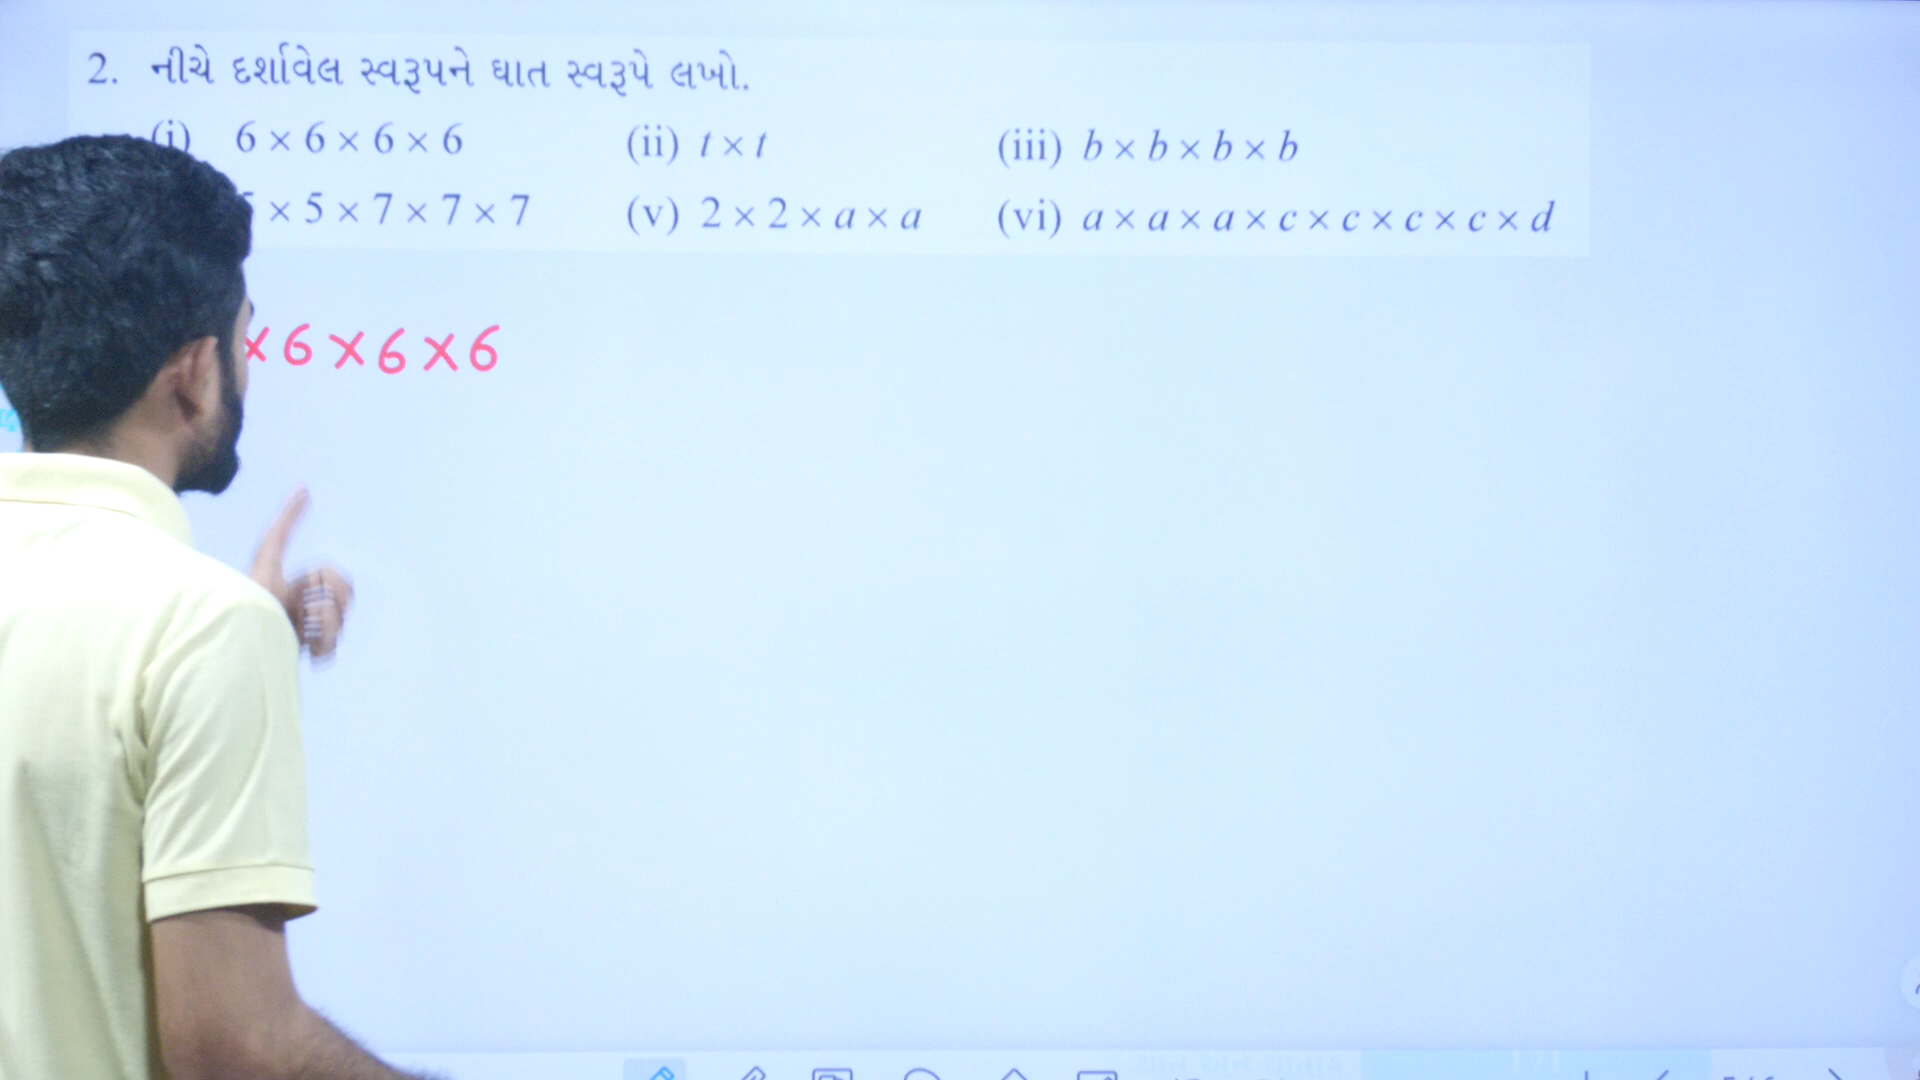 2. નીચે દર્શાવેલ સ્વરૂપને ઘાત સ્વરૂપે લખો.
(i) 6 × 6 × 6 × 6 (ii) t × t (iii) b × b × b × b
× 5 × 7 × 7 × 7 (v) 2 × 2 × a × a (vi) a × a × a × c × c × c × c × d
× 6 × 6 × 6